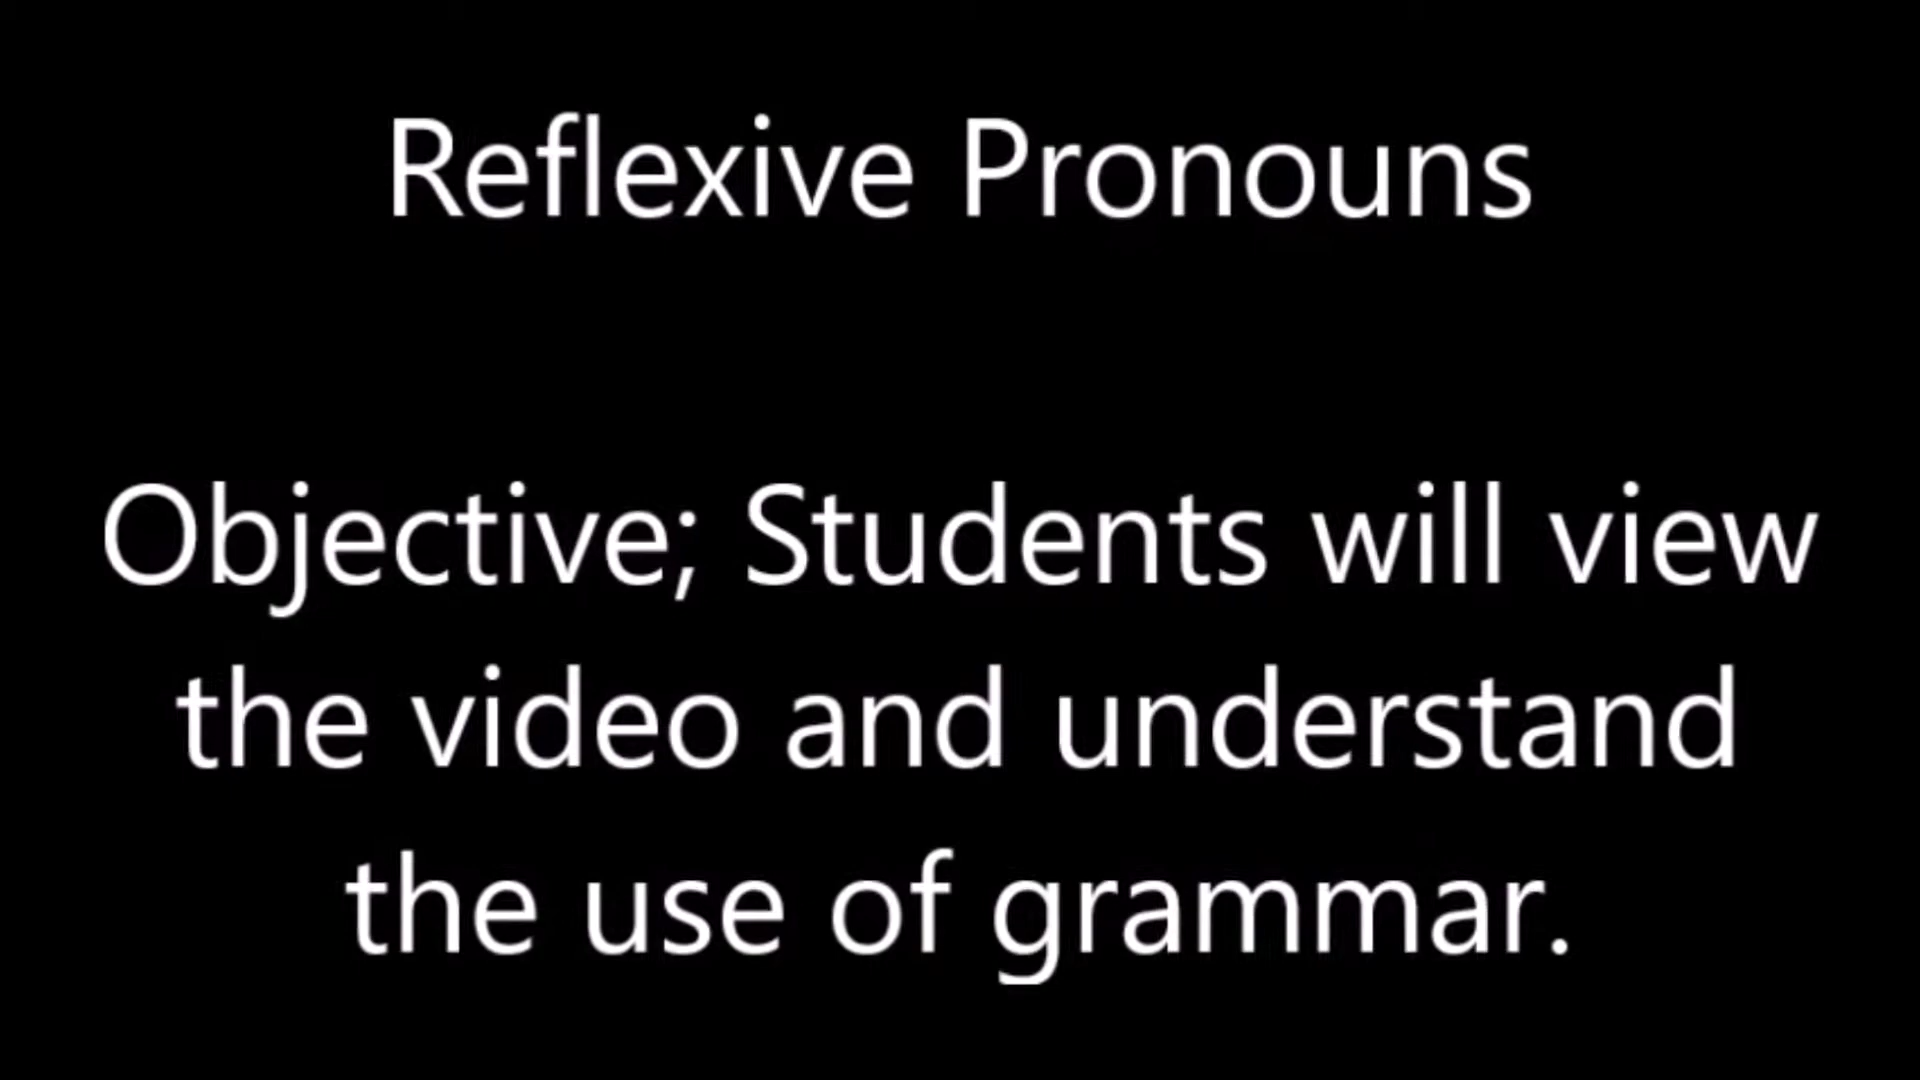 Reflexive Pronouns
Objective; Students will view
the video and understand
the use of grammar.